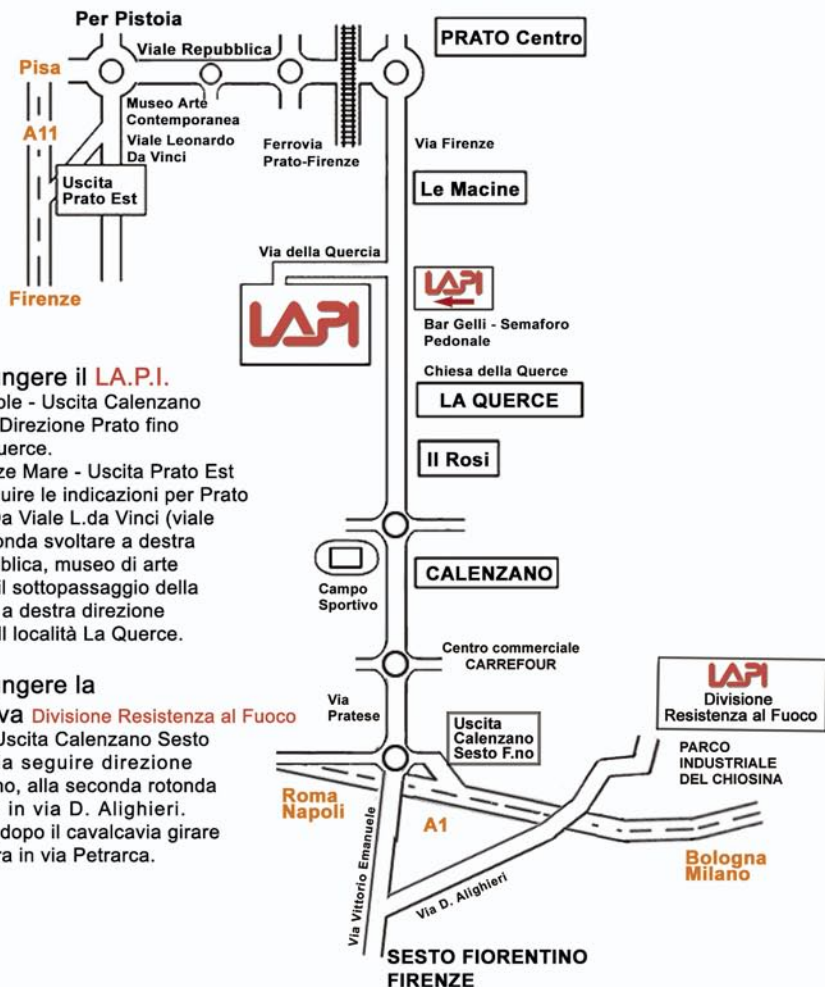 Per Pistoia
PRATO Centro
Viale Repubblica
Pisa
Museo Arte
Contemporanea
A11
Viale Leonardo
Da Vinci
Ferrovia
Prato-Firenze
Via Firenze
Uscita
Prato Est
Le Macine
Via della Quercia
Firenze
LAPI
LAPI
Bar Gelli - Semaforo
Pedonale
Chiesa della Querce
LA QUERCE
Il Rosi
ngere il LA.P.I.
ole - Uscita Calenzano
Direzione Prato fino
uerce.
ze Mare - Uscita Prato Est
uire le indicazioni per Prato
Da Viale L.da Vinci (viale
onda svoltare a destra
blica, museo di arte
il sottopassaggio della
a destra direzione
ll località La Querce.
Campo
Sportivo
CALENZANO
Centro commerciale
CARREFOUR
ngere la
va Divisione Resistenza al Fuoco
Uscita Calenzano Sesto
a seguire direzione
no, alla seconda rotonda
in via D. Alighieri.
dopo il cavalcavia girare
ra in via Petrarca.
Via
Pratese
Uscita
Calenzano
Sesto F.no
LAPI
Divisione
Resistenza al Fuoco
PARCO
INDUSTRIALE
DEL CHIOSINA
Roma
Napoli
A1
Bologna
Milano
Via Vittorio Emanuele
Via D. Alighieri
SESTO FIORENTINO
FIRENZE